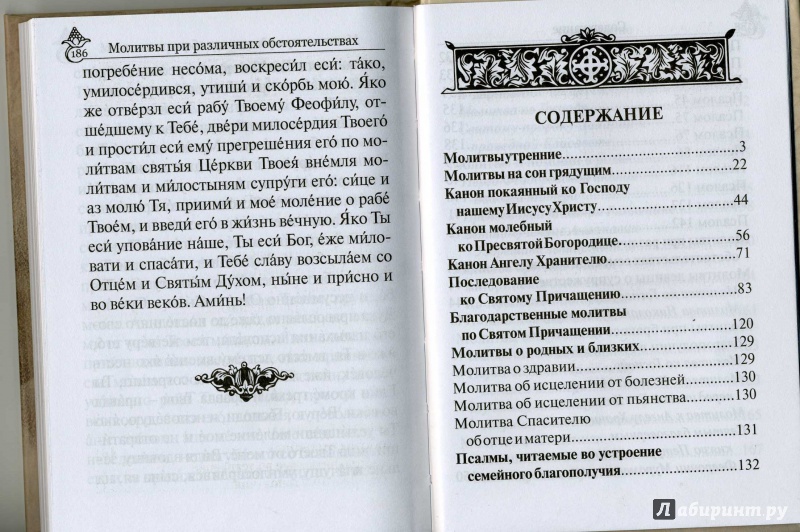 186
Молитвы при различных обстоятельствах
погребе́ние несо́ма, воскреси́л еси́: та́ко,
умилосе́рдився, утиши́ и ско́рбь мою́. Я́ко
же отве́рзл еси́ рабу́ Твоему́ Феофи́лу, от-
ше́дшему к Тебе́, две́ри милосе́рдия Твоего́
и прости́л еси́ ему́ прегреше́ния его́ по мо-
ли́твам святы́я Це́ркви Твоея́ вне́мля мо-
ли́твам и ми́лостыням супру́ги его́: си́це и
аз молю́ Тя, приими́ и мое́ моле́ние о рабе́
Твое́м, и введи́ его́ в жи́знь ве́чную. Я́ко Ты
еси́ упова́ние на́ше, Ты еси́ Бог, е́же ми́ло-
вати и спаса́ти, и Тебе́ сла́ву возсыла́ем со
Отце́м и Святы́м Ду́хом, ны́не и при́сно и
во ве́ки веко́в. Ами́нь!
СОДЕРЖАНИЕ
Молитвы утренние 3
Молитвы на сон грядущим 22
Канон покаянный ко Господу
нашему Иисусу Христу 44
Канон молебный
ко Пресвятой Богородице 56
Канон Ангелу Хранителю 71
Последование
ко Святому Причащению 83
Благодарственные молитвы
по Святом Причащении 120
Молитвы о родных и близких 129
Молитва о здравии 129
Молитва об исцелении от болезней 130
Молитва об исцелении от пьянства 130
Молитва Спасителю
об отце и матери 131
Псалмы, читаемые во устроение
семейного благополучия 132
Лабиринт.ру